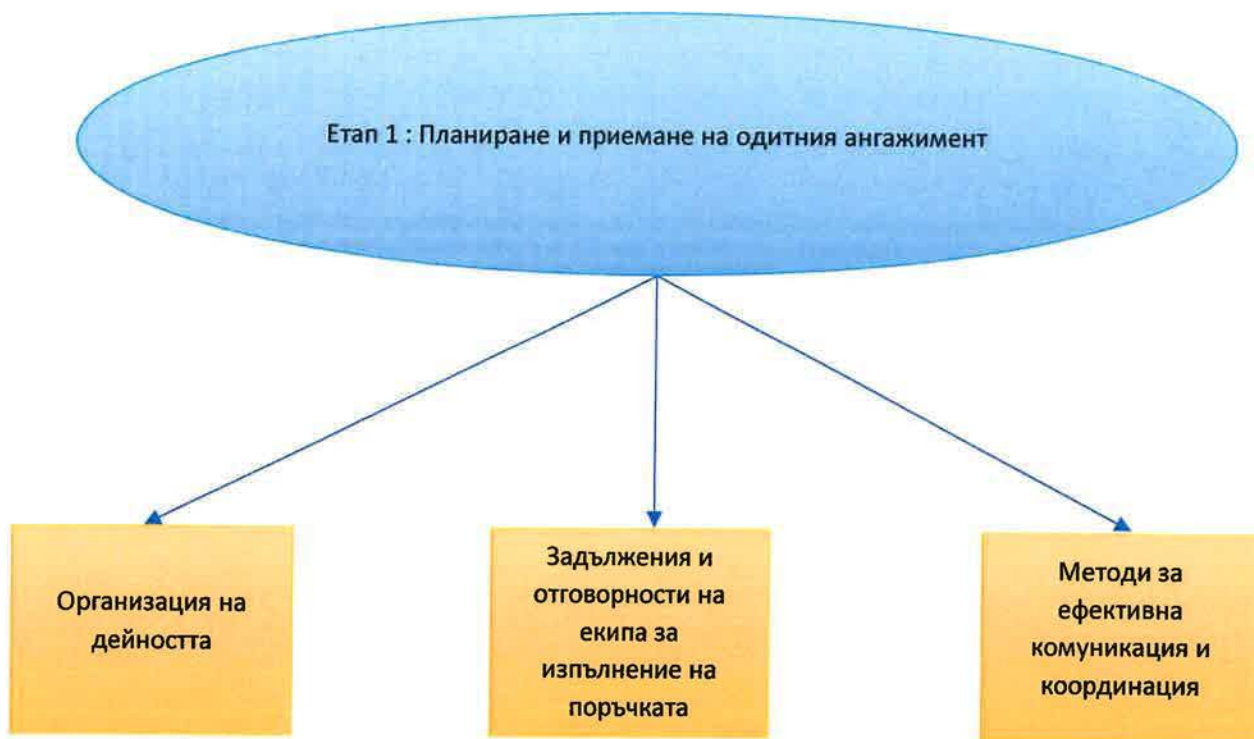 Етап 1 : Планиране и приемане на одитния ангажимент
Организация на
дейността
Задължения и
отговорности на
екипа за
изпълнение на
поръчката
Методи за
ефективна
комуникация и
координация